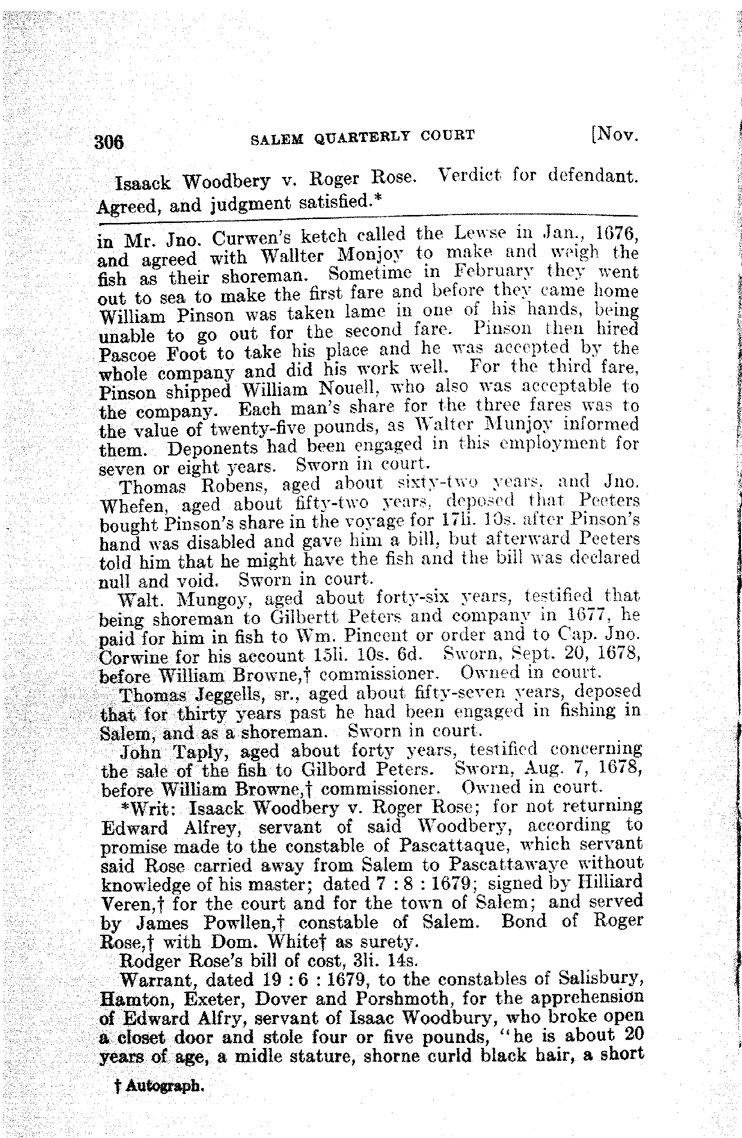 306 SALEM QUARTERLY COURT [Nov.
Isaack Woodbery v. Roger Rose. Verdict for defendant.
Agreed, and judgment satisfied.*
in Mr. Jno. Curwen's ketch called the Lewse in Jan., 1676,
and agreed with Wallter Monjoy to make and weigh the
fish as their shoreman. Sometime in February they went
out to sea to make the first fare and before they came home
William Pinson was taken lame in one of his hands, being
unable to go out for the second fare. Pinson then hired
Pascoe Foot to take his place and he was accepted by the
whole company and did his work well. For the third fare,
Pinson shipped William Nouell, who also was acceptable to
the company. Each man's share for the three fares was to
the value of twenty-five pounds, as Walter Munjoy informed
them. Deponents had been engaged in this employment for
seven or eight years. Sworn in court.
Thomas Robens, aged about sixty-two years, and Jno.
Whefen, aged about fifty-two years, deposed that Peeters
bought Pinson's share in the voyage for 17li. 10s. after Pinson's
hand was disabled and gave him a bill, but afterward Peeters
told him that he might have the fish and the bill was declared
null and void. Sworn in court.
Walt. Mungoy, aged about forty-six years, testified that
being shoreman to Gilbertt Peters and company in 1677, he
paid for him in fish to Wm. Pincent or order and to Cap. Jno.
Corwine for his account 15li. 10s. 6d. Sworn, Sept. 20, 1678,
before William Browne,† commissioner. Owned in court.
Thomas Jeggells, sr., aged about fifty-seven years, deposed
that for thirty years past he had been engaged in fishing in
Salem, and as a shoreman. Sworn in court.
John Taply, aged about forty years, testified concerning
the sale of the fish to Gilbord Peters. Sworn, Aug. 7, 1678,
before William Browne,† commissioner. Owned in court.
*Writ: Isaack Woodbery v. Roger Rose; for not returning
Edward Alfrey, servant of said Woodbery, according to
promise made to the constable of Pascattaque, which servant
said Rose carried away from Salem to Pascattawaye without
knowledge of his master; dated 7 : 8 : 1679; signed by Hilliard
Veren,† for the court and for the town of Salem; and served
by James Powllen,† constable of Salem. Bond of Roger
Rose,† with Dom. White† as surety.
Rodger Rose's bill of cost, 3li. 14s.
Warrant, dated 19 : 6 : 1679, to the constables of Salisbury,
Hamton, Exeter, Dover and Porshmoth, for the apprehension
of Edward Alfry, servant of Isaac Woodbury, who broke open
a closet door and stole four or five pounds, "he is about 20
years of age, a midle stature, shorne curld black hair, a short
† Autograph.